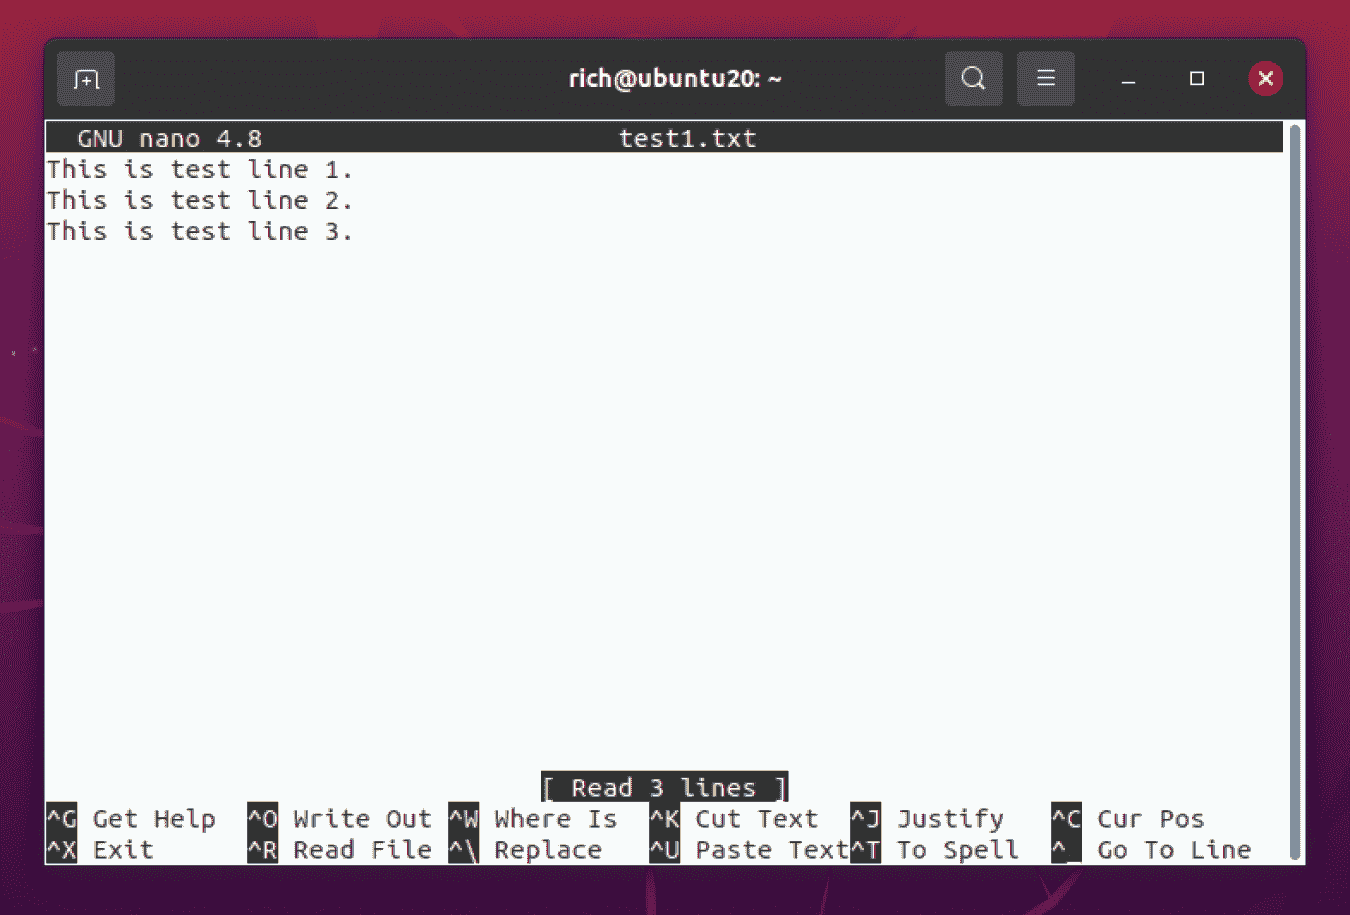 rich@ubuntu20: ~
GNU nano 4.8 test1.txt
This is test line 1.
This is test line 2.
This is test line 3.
[ Read 3 lines ]
^G Get Help ^O Write Out ^W Where Is ^K Cut Text ^J Justify ^C Cur Pos
^X Exit ^R Read File ^\ Replace ^U Paste Text^T To Spell ^_ Go To Line